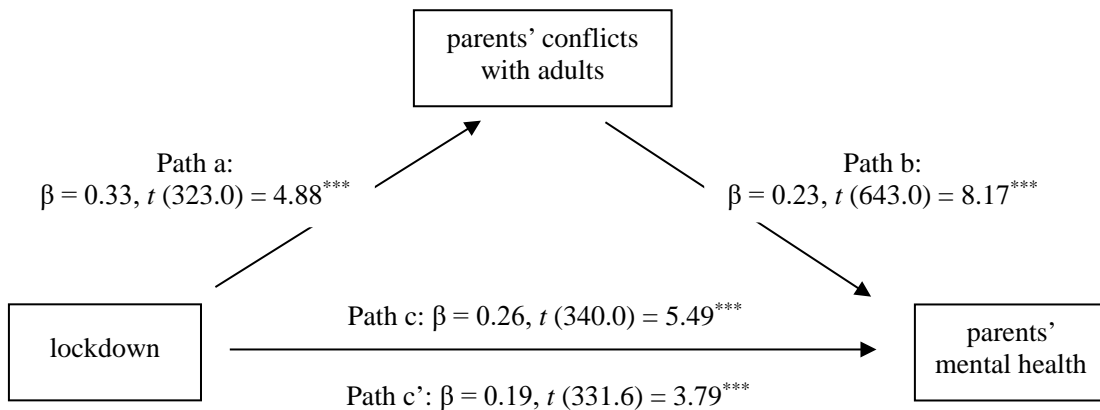 parents’ conflicts
with adults
Path a:
β = 0.33, t (323.0) = 4.88***
Path b:
β = 0.23, t (643.0) = 8.17***
lockdown
Path c: β = 0.26, t (340.0) = 5.49***
Path c’: β = 0.19, t (331.6) = 3.79***
parents’
mental health